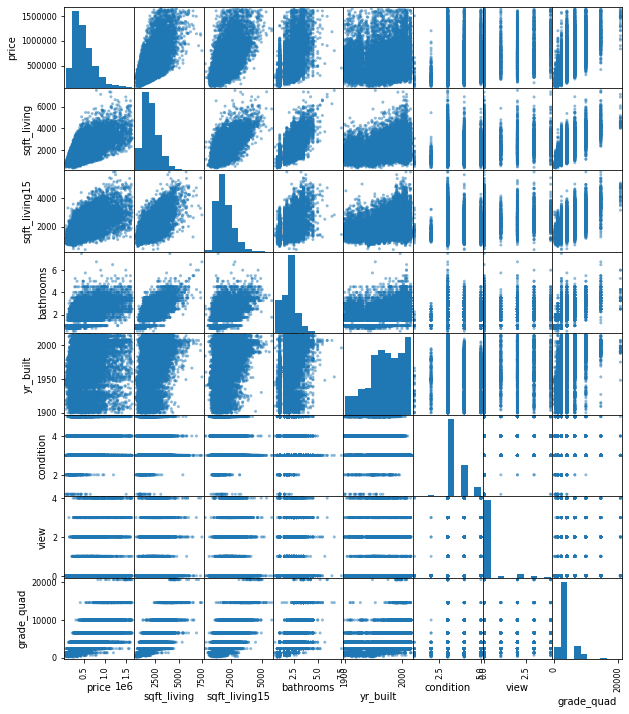 1500000
1000000
500000
price
6000
4000
2000
sqft_living
4000
2000
sqft_living15
6
4
2
bathrooms
2000
1950
1900
yr_built
4
2
condition
4
2
0
view
20000
10000
0
grade_quad
0.5 1.0 1.5 2500 5000 7500 2500 5000 2.5 5.0 7.5 1900 2000 2.5 5.0 0 2.5 0 20000
1e6
price sqft_living sqft_living15 bathrooms yr_built condition view grade_quad